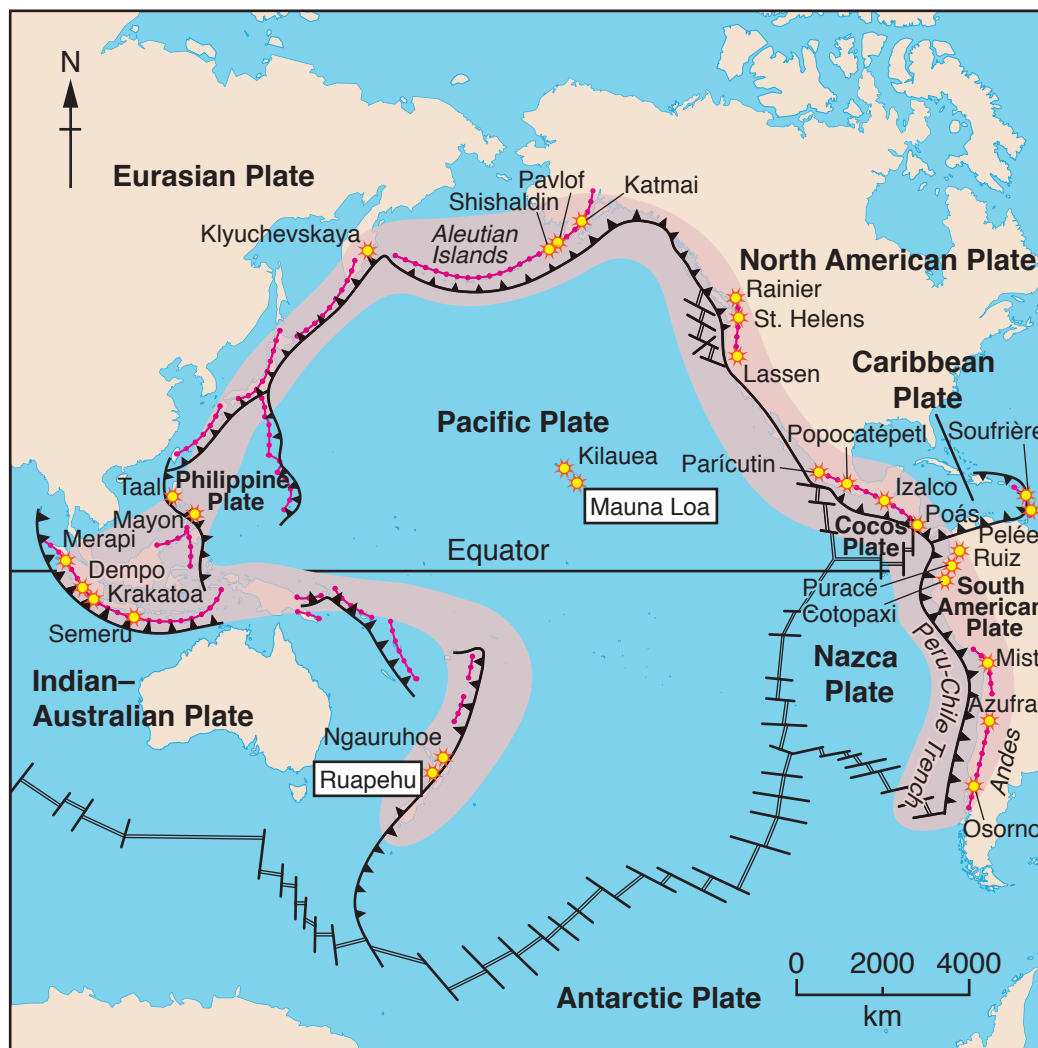 N
Eurasian Plate
Pavlof
Katmai
Shishaldin
Klyuchevskaya
Aleutian
Islands
North American Plate
Rainier
St. Helens
Lassen
Caribbean
Plate
Pacific Plate
Popocatépetl
Soufrière
Kilauea
Parícutin
Izalco
Mauna Loa
Taal
Philippine
Plate
Mayon
Poás
Cocos
Plate
Merapi
Pelée
Equator
Ruiz
Dempo
Krakatoa
Puracé
Cotopaxi
South
American
Plate
Semeru
Nazca
Plate
Peru-Chile Trench
Mist
Indian–
Australian Plate
Azufra
Andes
Ngauruhoe
Ruapehu
Osorno
Antarctic Plate
0 2000 4000
km